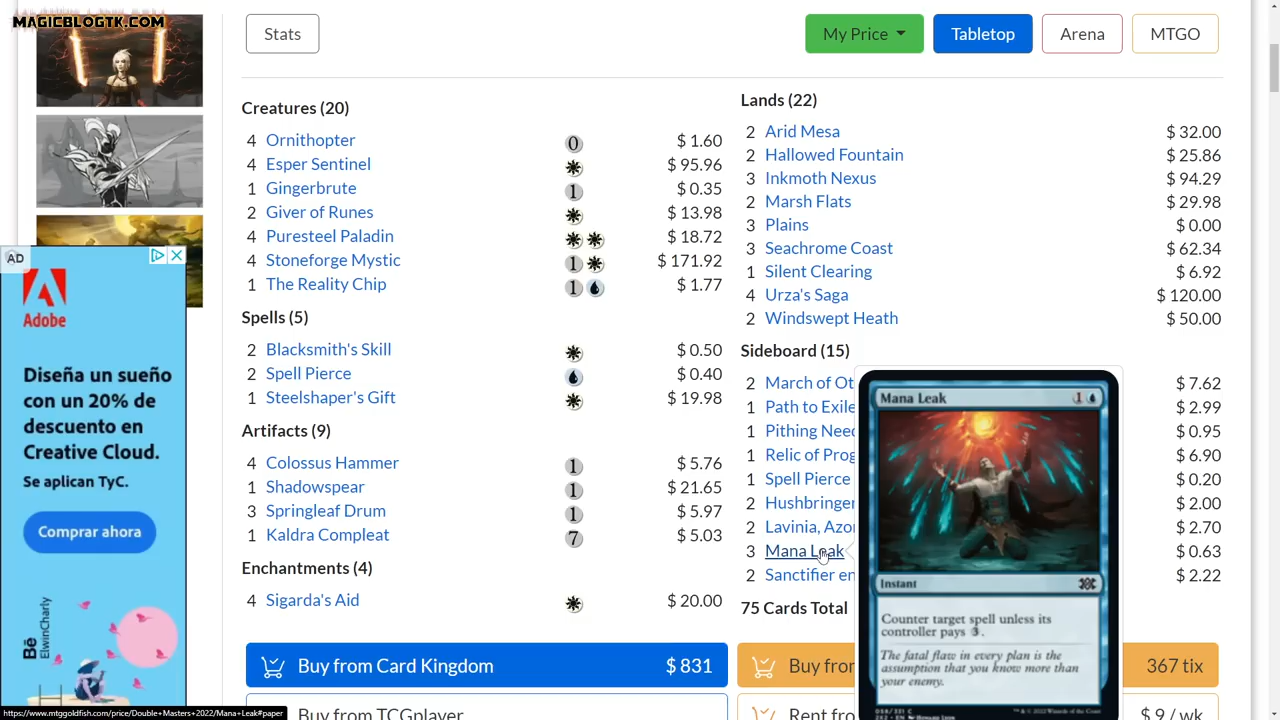 MAGICBLOGTK.COM
Stats
My Price
Tabletop
Arena
MTGO
Creatures (20)
4 Ornithopter 0 $ 1.60
4 Esper Sentinel $ 95.96
1 Gingerbrute 1 $ 0.35
2 Giver of Runes $ 13.98
4 Puresteel Paladin $ 18.72
4 Stoneforge Mystic 1 $ 171.92
1 The Reality Chip 1 $ 1.77
Spells (5)
2 Blacksmith's Skill $ 0.50
2 Spell Pierce $ 0.40
1 Steelshaper's Gift $ 19.98
Artifacts (9)
4 Colossus Hammer 1 $ 5.76
1 Shadowspear 1 $ 21.65
3 Springleaf Drum 1 $ 5.97
1 Kaldra Compleat 7 $ 5.03
Enchantments (4)
4 Sigarda's Aid $ 20.00
Buy from Card Kingdom $ 831
Buy from TCGplayer
Lands (22)
2 Arid Mesa $ 32.00
2 Hallowed Fountain $ 25.86
3 Inkmoth Nexus $ 94.29
2 Marsh Flats $ 29.98
3 Plains $ 0.00
3 Seachrome Coast $ 62.34
1 Silent Clearing $ 6.92
4 Urza's Saga $ 120.00
2 Windswept Heath $ 50.00
Sideboard (15)
2 March of Ot $ 7.62
1 Path to Exile $ 2.99
1 Pithing Need $ 0.95
1 Relic of Prog $ 6.90
1 Spell Pierce $ 0.20
2 Hushbringer $ 2.00
2 Lavinia, Azo $ 2.70
3 Mana Leak $ 0.63
2 Sanctifier en $ 2.22
75 Cards Total
Buy fro 367 tix
Rent fo
Mana Leak 1
Instant
Counter target spell unless its
controller pays 3.
The fatal flaw in every plan is the
assumption that you know more than
your enemy.
AD
Adobe
Diseña un sueño
con un 20% de
descuento en
Creative Cloud.
Se aplican TyC.
Comprar ahora
Bē
ElwinCharly
https://www.mtggoldfish.com/price/Double+Masters+2022/Mana+Leak#paper